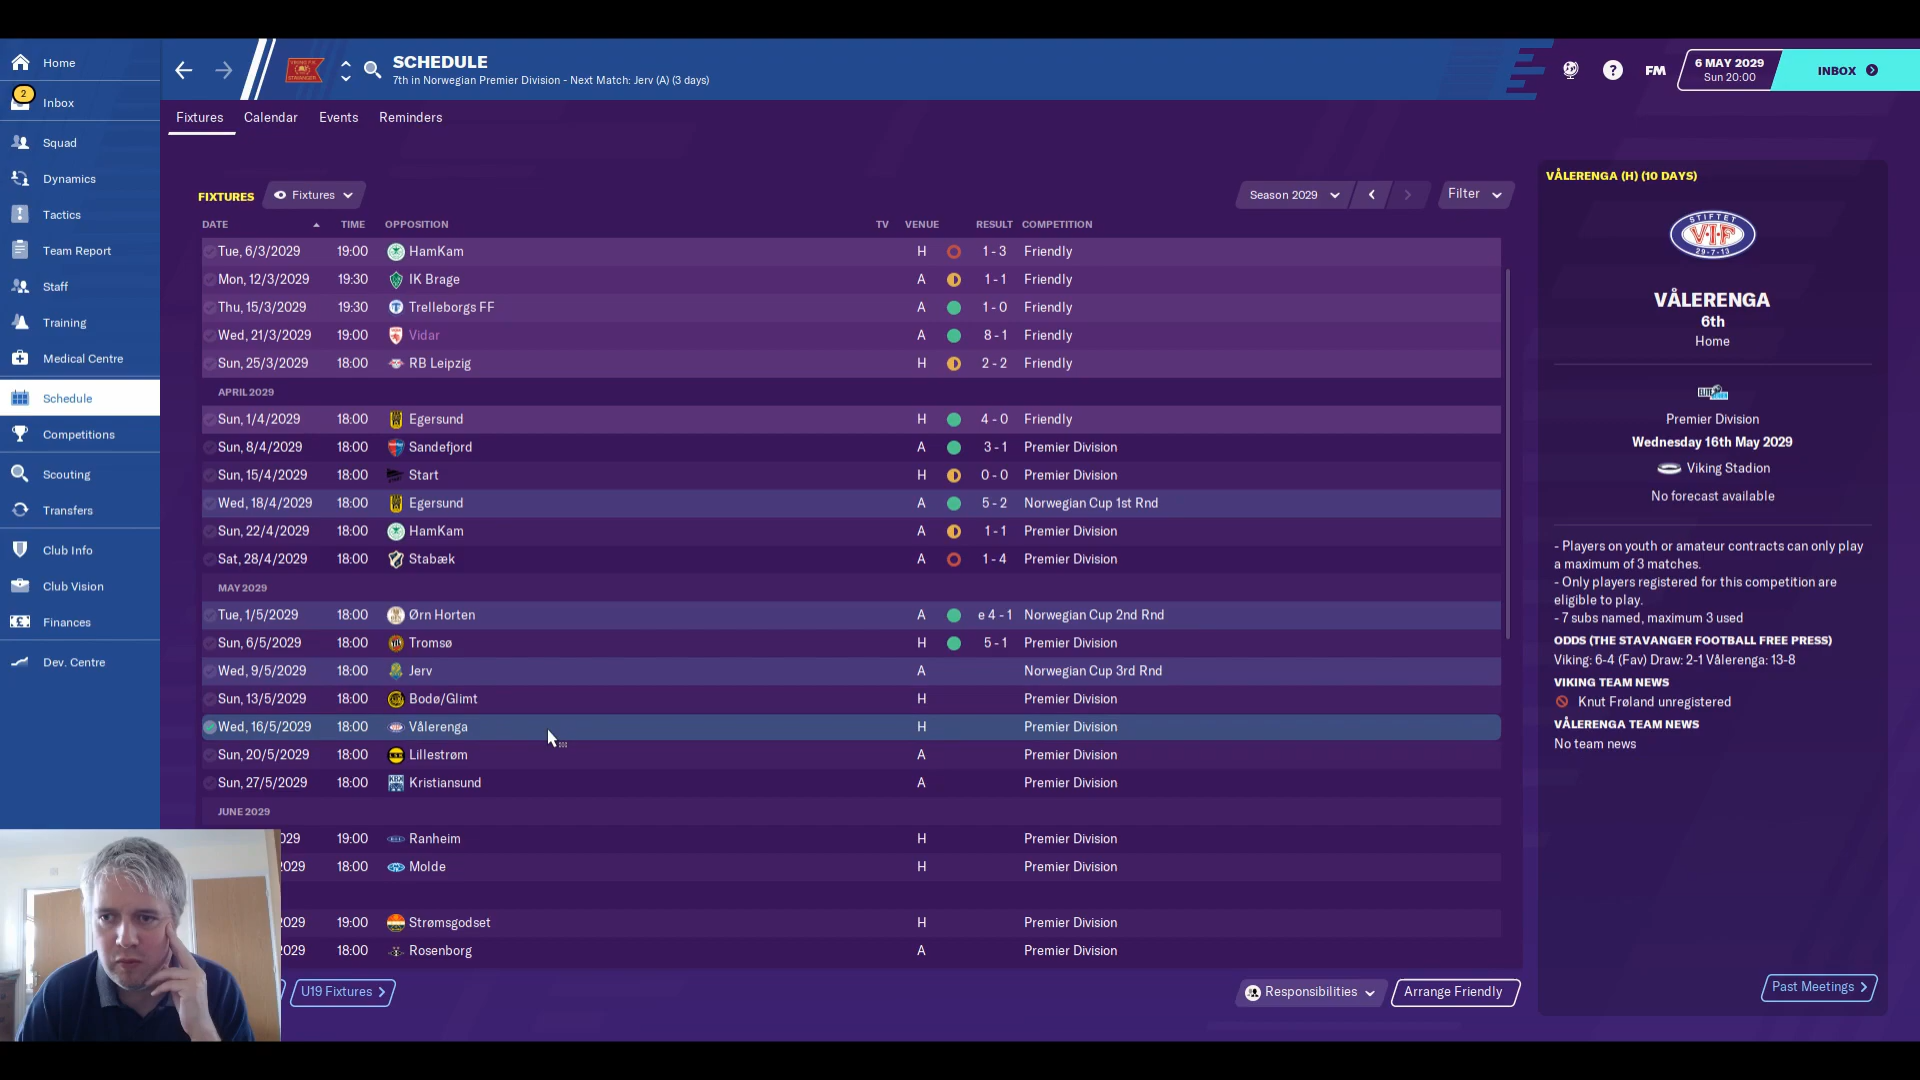 Home
2
Inbox
Squad
Dynamics
Tactics
Team Report
Staff
Training
Medical Centre
Schedule
Competitions
Scouting
Transfers
Club Info
Club Vision
Finances
Dev. Centre
SCHEDULE
7th in Norwegian Premier Division - Next Match: Jerv (A) (3 days)
FM
6 MAY 2029
Sun 20:00
INBOX
Fixtures Calendar Events Reminders
FIXTURES Fixtures Season 2029 Filter
DATE TIME OPPOSITION TV VENUE RESULT COMPETITION
Tue, 6/3/2029 19:00 HamKam H 1 - 3 Friendly
Mon, 12/3/2029 19:30 IK Brage A 1 - 1 Friendly
Thu, 15/3/2029 19:30 Trelleborgs FF A 1 - 0 Friendly
Wed, 21/3/2029 19:00 Vidar A 8 - 1 Friendly
Sun, 25/3/2029 18:00 RB Leipzig H 2 - 2 Friendly
APRIL 2029
Sun, 1/4/2029 18:00 Egersund H 4 - 0 Friendly
Sun, 8/4/2029 18:00 Sandefjord A 3 - 1 Premier Division
Sun, 15/4/2029 18:00 Start H 0 - 0 Premier Division
Wed, 18/4/2029 18:00 Egersund A 5 - 2 Norwegian Cup 1st Rnd
Sun, 22/4/2029 18:00 HamKam A 1 - 1 Premier Division
Sat, 28/4/2029 18:00 Stabæk A 1 - 4 Premier Division
MAY 2029
Tue, 1/5/2029 18:00 Ørn Horten A e 4 - 1 Norwegian Cup 2nd Rnd
Sun, 6/5/2029 18:00 Tromsø H 5 - 1 Premier Division
Wed, 9/5/2029 18:00 Jerv A Norwegian Cup 3rd Rnd
Sun, 13/5/2029 18:00 Bodø/Glimt H Premier Division
Wed, 16/5/2029 18:00 Vålerenga H Premier Division
Sun, 20/5/2029 18:00 Lillestrøm A Premier Division
Sun, 27/5/2029 18:00 Kristiansund A Premier Division
JUNE 2029
029 19:00 Ranheim H Premier Division
2029 18:00 Molde H Premier Division
2029 19:00 Strømsgodset H Premier Division
2029 18:00 Rosenborg A Premier Division
U19 Fixtures
Responsibilities
Arrange Friendly
VÅLERENGA (H) (10 DAYS)
STIFTET
V·I·F
29-7-13
VÅLERENGA
6th
Home
Premier Division
Wednesday 16th May 2029
Viking Stadion
No forecast available
- Players on youth or amateur contracts can only play
a maximum of 3 matches.
- Only players registered for this competition are
eligible to play.
- 7 subs named, maximum 3 used
ODDS (THE STAVANGER FOOTBALL FREE PRESS)
Viking: 6-4 (Fav) Draw: 2-1 Vålerenga: 13-8
VIKING TEAM NEWS
Knut Frøland unregistered
VÅLERENGA TEAM NEWS
No team news
Past Meetings